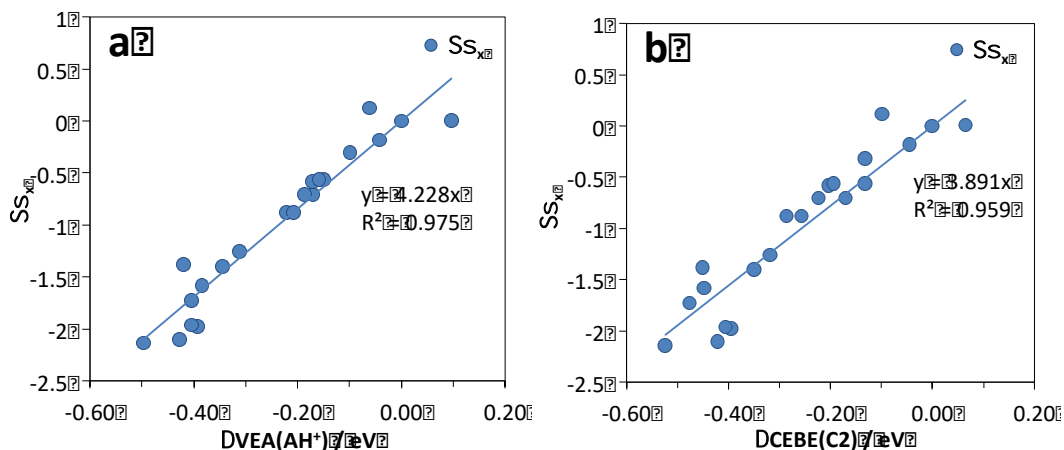 a⍰
Ss x⍰
1⍰
0.5⍰
0⍰
-0.5⍰
-1⍰
-1.5⍰
-2⍰
-2.5⍰
Ss x⍰
y⍰=⍰4.228x⍰
R²⍰=⍰0.975⍰
-0.60⍰ -0.40⍰ -0.20⍰ 0.00⍰ 0.20⍰
DVEA(AH⁺)⍰/⍰eV⍰
b⍰
Ss x⍰
1⍰
0.5⍰
0⍰
-0.5⍰
-1⍰
-1.5⍰
-2⍰
-2.5⍰
Ss x⍰
y⍰=⍰3.891x⍰
R²⍰=⍰0.959⍰
-0.60⍰ -0.40⍰ -0.20⍰ 0.00⍰ 0.20⍰
DCEBE(C2)⍰/⍰eV⍰